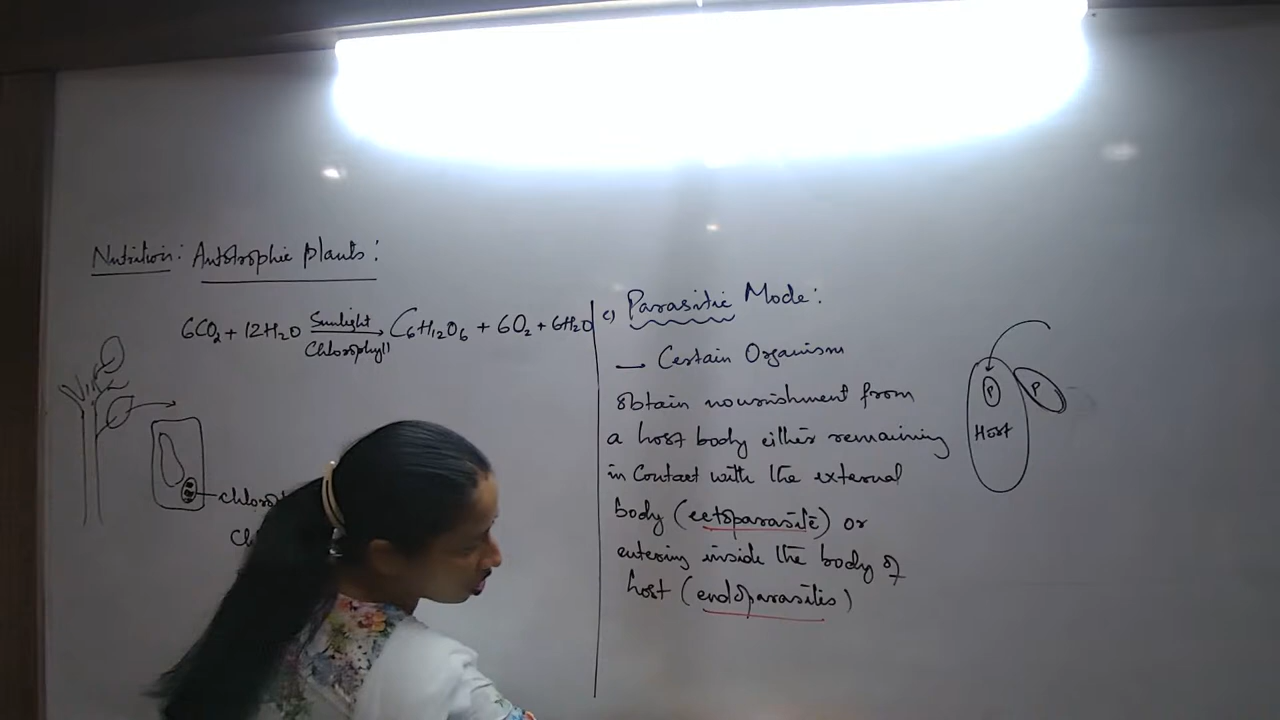 Nutrition: Autotrophic plants:
6CO2 + 12H2O Sunlight Chlorophyll C6H12O6 + 6O2 + 6H2O
c) Parasitic Mode:
— Certain Organism
obtain nourishment from
a host body either remaining
in Contact with the external
body (ectoparasite) or
entering inside the body of
host (endoparasites)
P
P
Host